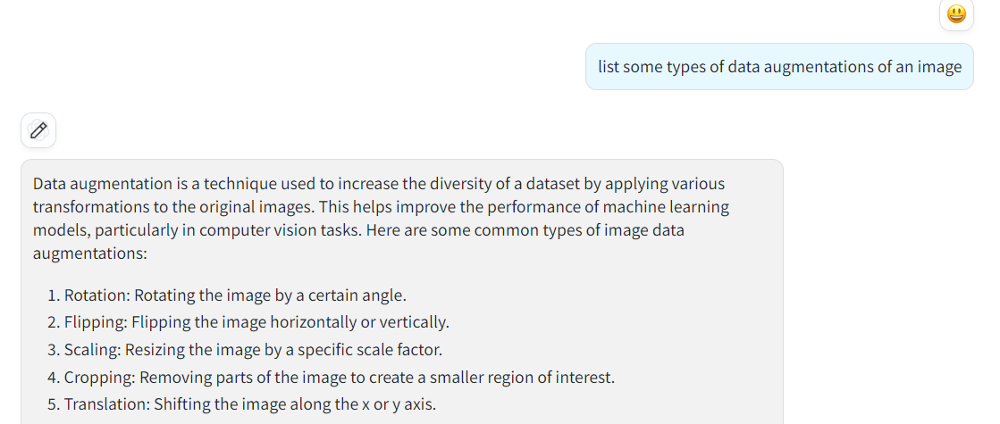 list some types of data augmentations of an image
Data augmentation is a technique used to increase the diversity of a dataset by applying various
transformations to the original images. This helps improve the performance of machine learning
models, particularly in computer vision tasks. Here are some common types of image data
augmentations:
1. Rotation: Rotating the image by a certain angle.
2. Flipping: Flipping the image horizontally or vertically.
3. Scaling: Resizing the image by a specific scale factor.
4. Cropping: Removing parts of the image to create a smaller region of interest.
5. Translation: Shifting the image along the x or y axis.